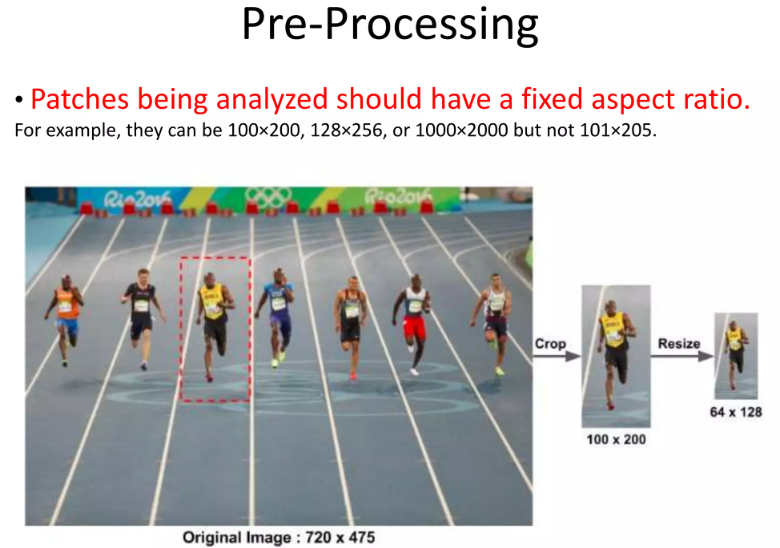 Pre-Processing
• Patches being analyzed should have a fixed aspect ratio.
For example, they can be 100×200, 128×256, or 1000×2000 but not 101×205.
Rio2016
Rio2016
Crop
Resize
64 x 128
100 x 200
Original Image : 720 x 475